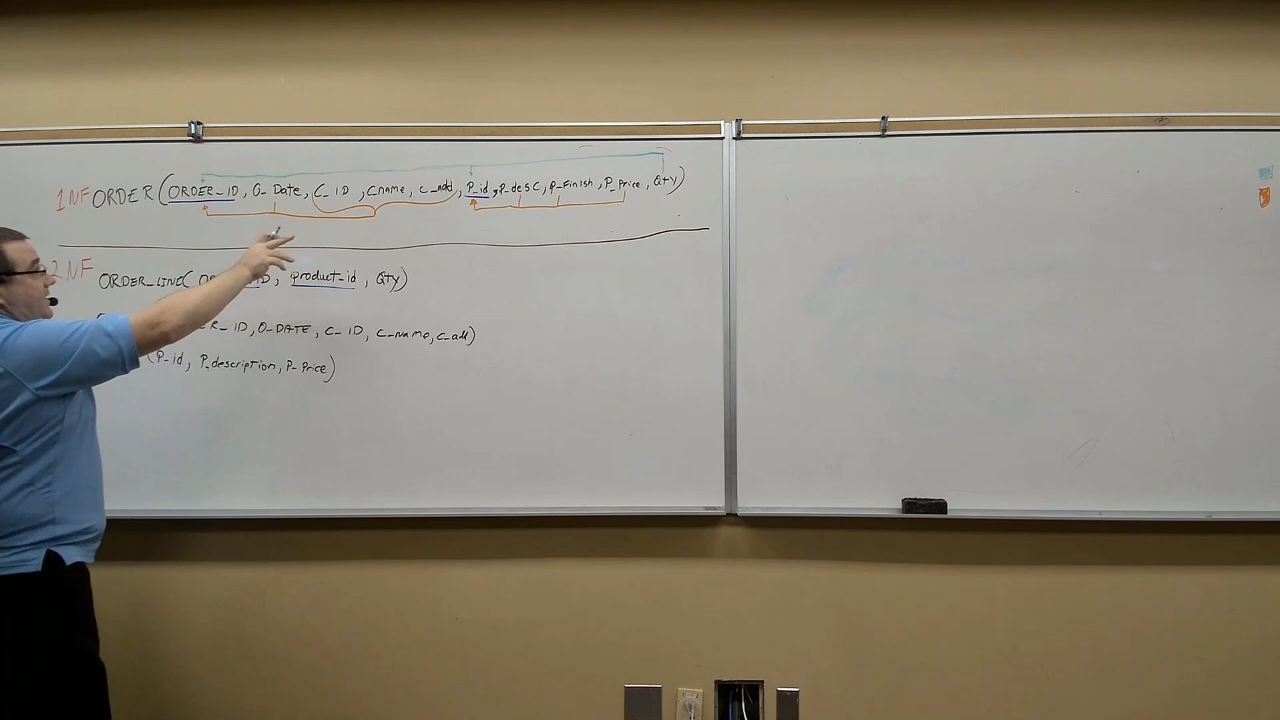 1NF ORDER (ORDER_ID, O_Date, C_ID, Cname, C_add, P_id, P_desc, P_Finish, P_Price, QTY)
2NF ORDER_LINE( product_id, QTY)
R_ID, O_DATE, C_ID, C_name, C_add)
(P_id, P_description, P_Price)